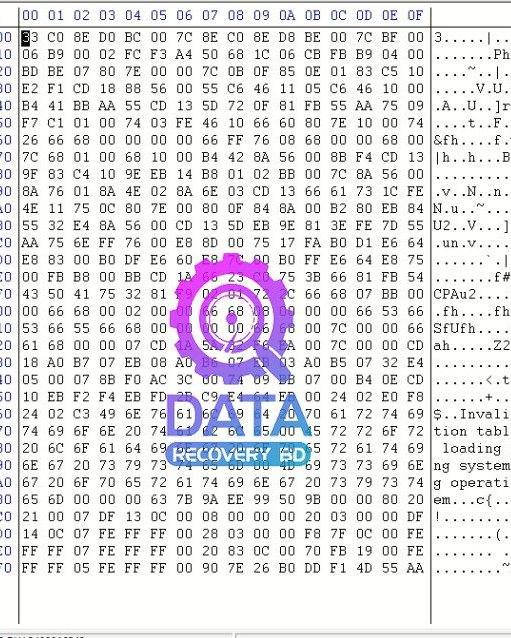 00 01 02 03 04 05 06 07 08 09 0A 0B 0C 0D 0E 0F
33 C0 8E D0 BC 00 7C 8E C0 8E D8 BE 00 7C BF 00 3.....|..
06 B9 00 02 FC F3 A4 50 68 1C 06 CB FB B9 04 00 .......Ph
BD BE 07 80 7E 00 00 7C 0B 0F 85 0E 01 83 C5 10 ....~..|.
E2 F1 CD 18 88 56 00 55 C6 46 11 05 C6 46 10 00 .....V.U.
B4 41 BB AA 55 CD 13 5D 72 0F 81 FB 55 AA 75 09 .A..U..]r
F7 C1 01 00 74 03 FE 46 10 66 60 80 7E 10 00 74 ....t..F.
26 66 68 00 00 00 00 66 FF 76 08 68 00 00 68 00 &fh....f.
7C 68 01 00 68 10 00 B4 42 8A 56 00 8B F4 CD 13 |h..h...B
9F 83 C4 10 9E EB 14 B8 01 02 BB 00 7C 8A 56 00
8A 76 01 8A 4E 02 8A 6E 03 CD 13 66 61 73 1C FE .v..N..n.
4E 11 75 0C 80 7E 00 80 0F 84 8A 00 B2 80 EB 84 N.u..~...
55 32 E4 8A 56 00 CD 13 5D EB 9E 81 3E FE 7D 55 U2..V...]
AA 75 6E FF 76 00 E8 8D 00 75 17 FA B0 D1 E6 64 .un.v....
E8 83 00 B0 DF E6 60 E8 7C 00 B0 FF E6 64 E8 75 ......`.|
00 FB B8 00 BB CD 1A 66 23 C0 75 3B 66 81 FB 54 .......f#
43 50 41 75 32 81 F9 02 01 72 2C 66 68 07 BB 00 CPAu2....
00 66 68 00 02 00 00 66 68 08 00 00 00 66 53 66 .fh....fh
53 66 55 66 68 00 00 00 00 66 68 00 7C 00 00 66 SfUfh....
61 68 00 00 07 CD 1A 5A 32 F6 EA 00 7C 00 00 CD ah.....Z2
18 A0 B7 07 EB 08 A0 B6 07 EB 03 A0 B5 07 32 E4
05 00 07 8B F0 AC 3C 00 74 09 BB 07 00 B4 0E CD ......<.t
10 EB F2 F4 EB FD 2B C9 E4 64 EB 00 24 02 E0 F8 ......+..
24 02 C3 49 6E 76 61 6C 69 64 20 70 61 72 74 69 $..Invali
74 69 6F 6E 20 74 61 62 6C 65 00 45 72 72 6F 72 tion tabl
20 6C 6F 61 64 69 6E 67 20 6F 70 65 72 61 74 69 loading
6E 67 20 73 79 73 74 65 6D 00 4D 69 73 73 69 6E ng system
67 20 6F 70 65 72 61 74 69 6E 67 20 73 79 73 74 g operati
65 6D 00 00 00 63 7B 9A EE 99 50 9B 00 00 80 20 em...c{..
21 00 07 DF 13 0C 00 08 00 00 00 20 03 00 00 DF !........
14 0C 07 FE FF FF 00 28 03 00 00 F8 7F 0C 00 FE .......(.
FF FF 07 FE FF FF 00 20 83 0C 00 70 FB 19 00 FE
FF FF 05 FE FF FF 00 90 7E 26 B0 DD F1 4D 55 AA ........~
DATA
RECOVERY BD